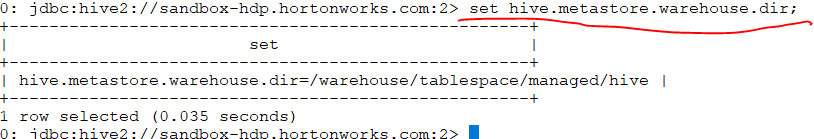 0: jdbc:hive2://sandbox-hdp.hortonworks.com:2> set hive.metastore.warehouse.dir;
+----------------------------------------------------+
|                        set                         |
+----------------------------------------------------+
| hive.metastore.warehouse.dir=/warehouse/tablespace/managed/hive |
+----------------------------------------------------+
1 row selected (0.035 seconds)
0: jdbc:hive2://sandbox-hdp.hortonworks.com:2>